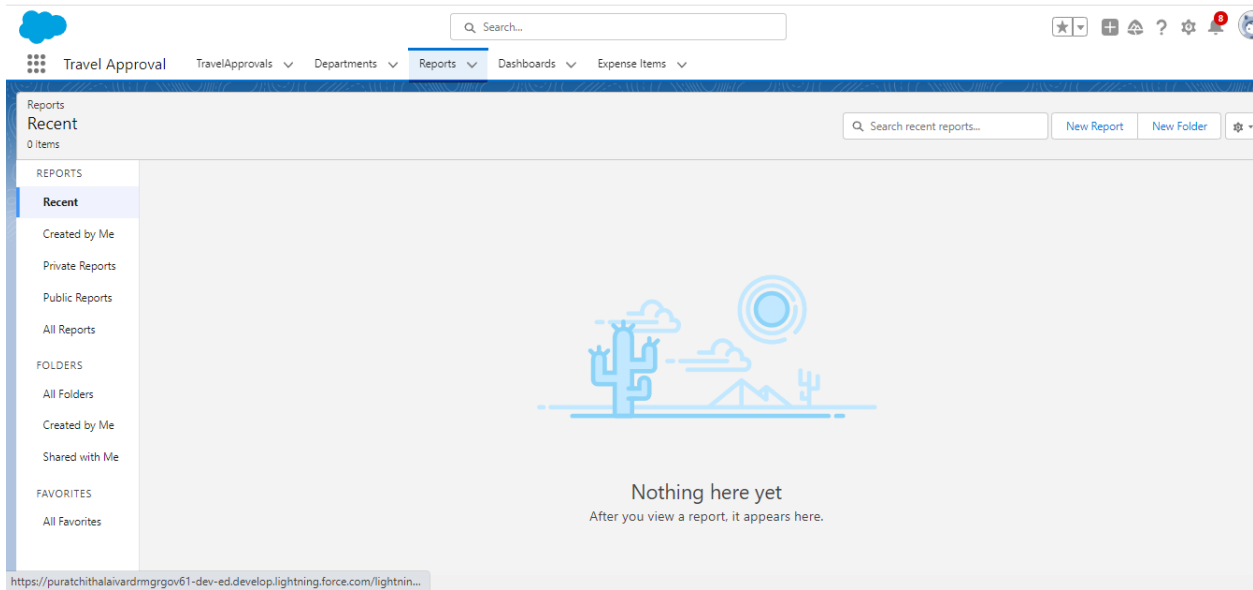 Search...
8
Travel Approval TravelApprovals Departments Reports Dashboards Expense Items
Reports
Recent
0 items
Search recent reports...
New Report
New Folder
REPORTS
Recent
Created by Me
Private Reports
Public Reports
All Reports
FOLDERS
All Folders
Created by Me
Shared with Me
FAVORITES
All Favorites
Nothing here yet
After you view a report, it appears here.
https://puratchithalaivardrmgrgov61-dev-ed.develop.lightning.force.com/lightnin...